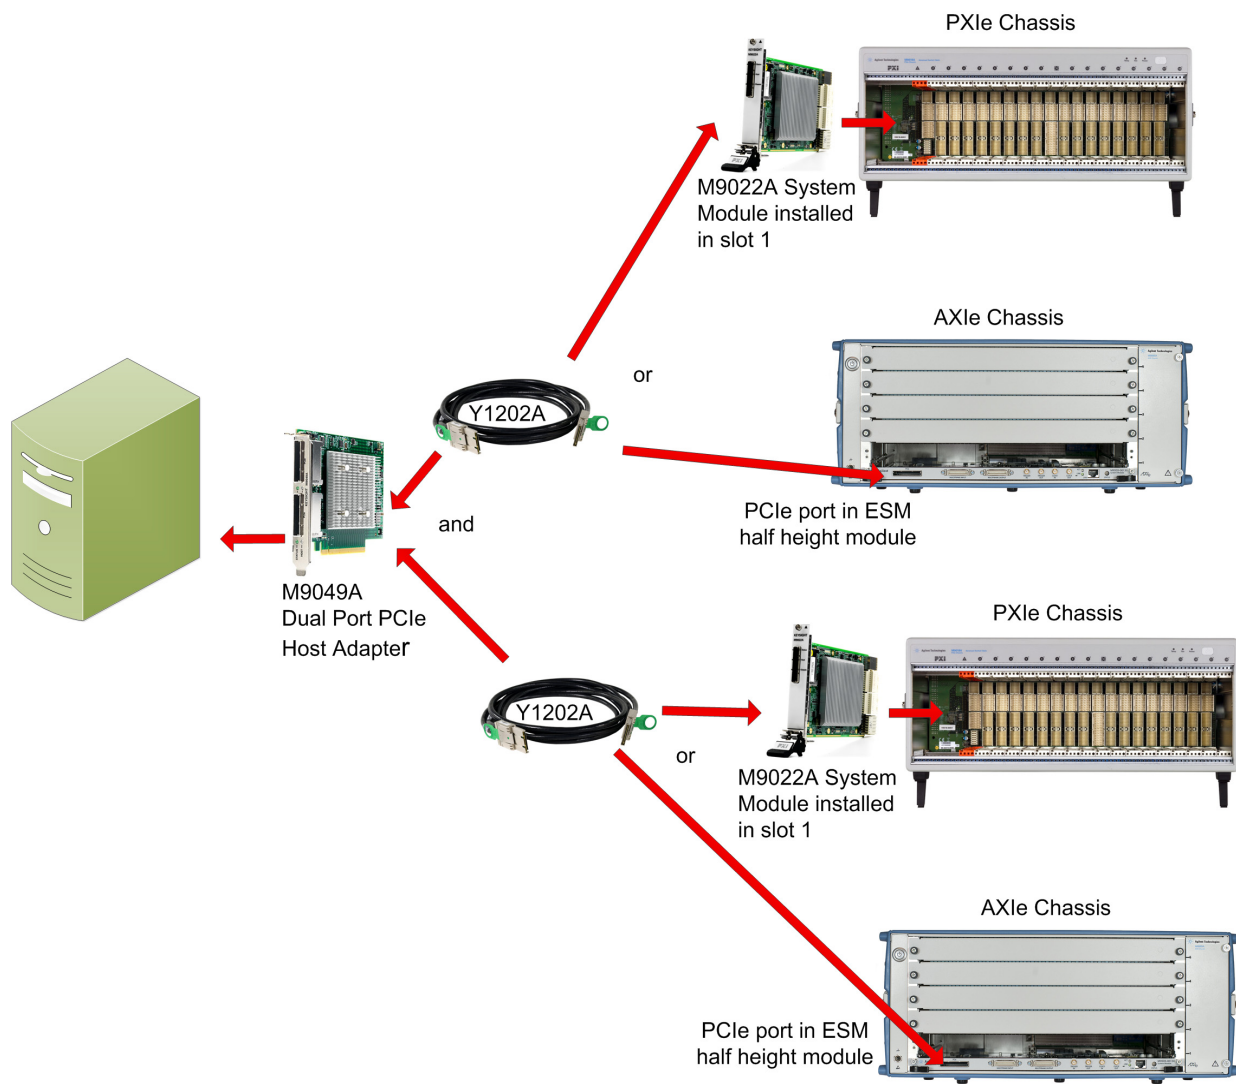 PXIe Chassis
PXI
M9022A System
Module installed
in slot 1
AXIe Chassis
or
Y1202A
PCIe port in ESM
half height module
and
M9049A
Dual Port PCIe
Host Adapter
PXIe Chassis
PXI
Y1202A
or
M9022A System
Module installed
in slot 1
AXIe Chassis
PCIe port in ESM
half height module